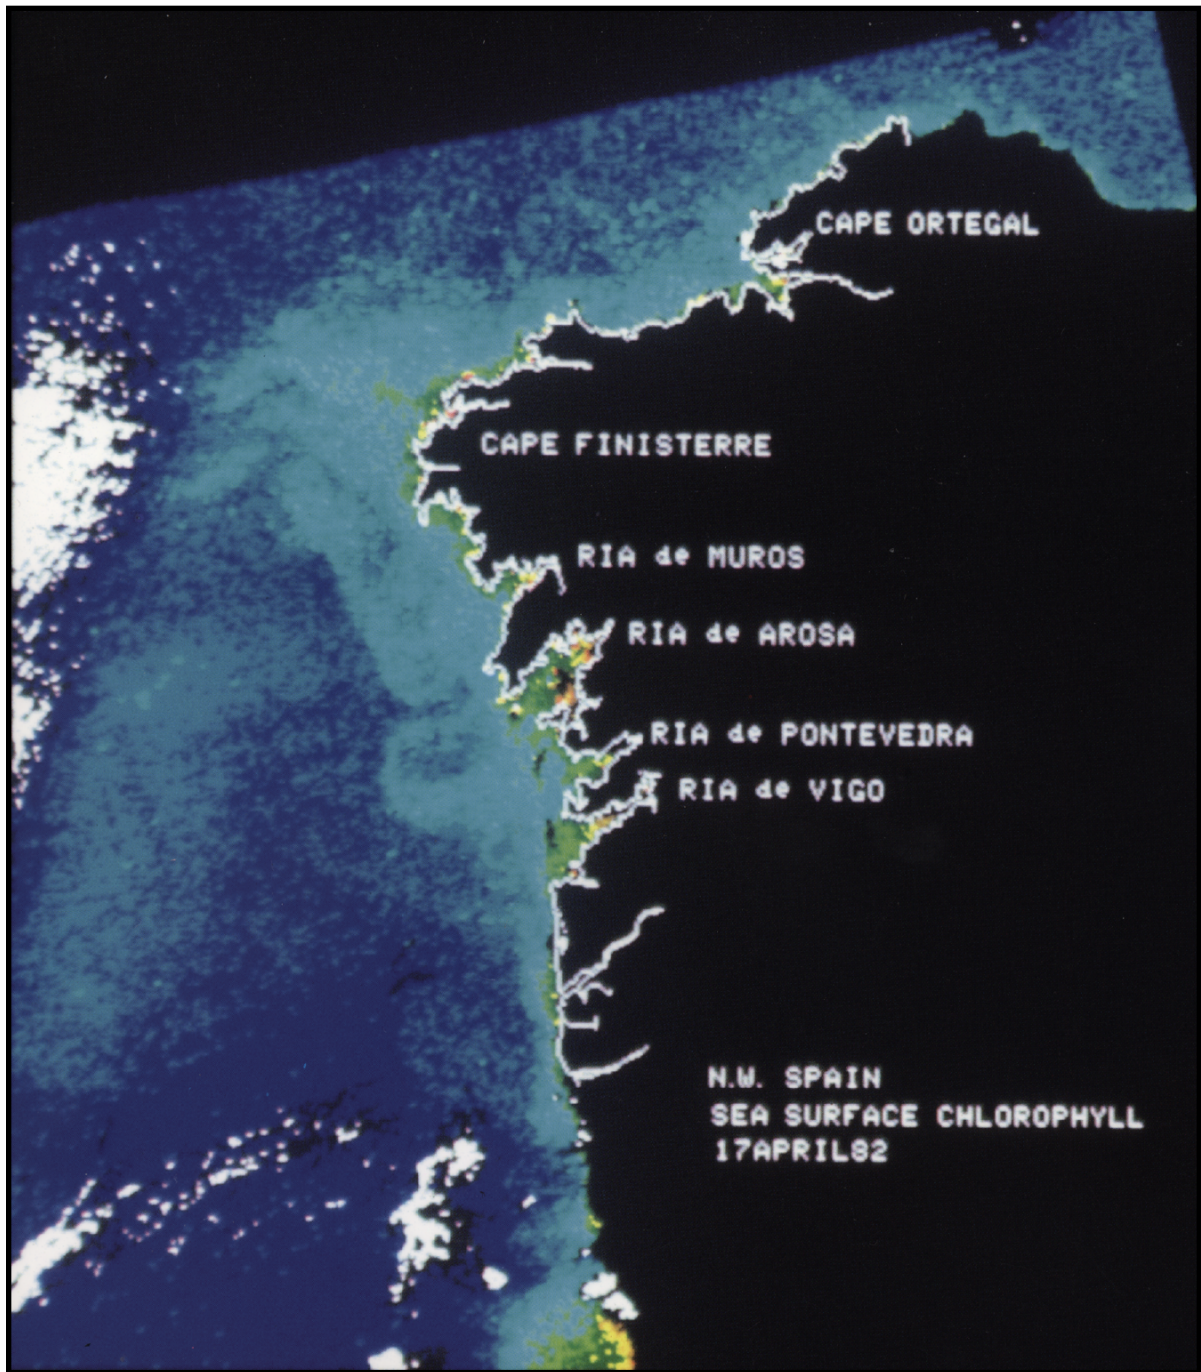 CAPE ORTEGAL
CAPE FINISTERRE
RIA de MUROS
RIA de AROSA
RIA de PONTEVEDRA
RIA de VIGO
N.W. SPAIN
SEA SURFACE CHLOROPHYLL
17APRIL82